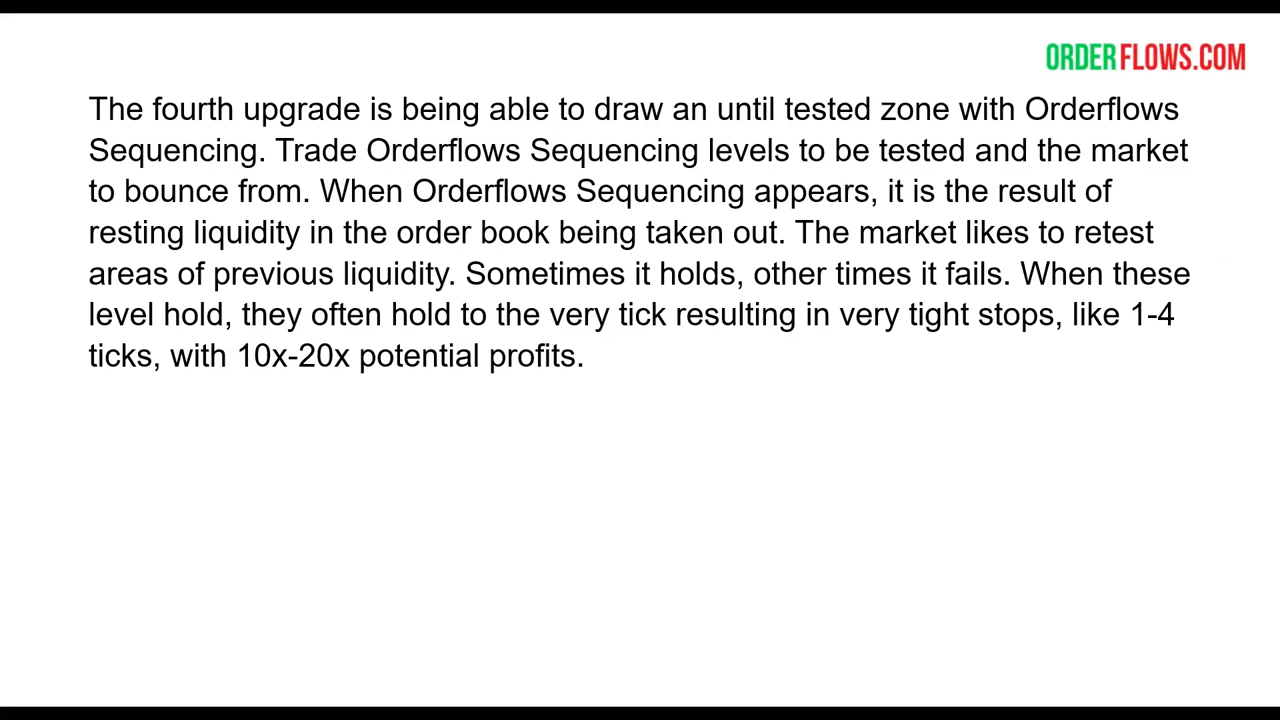 ORDERFLOWS.COM
The fourth upgrade is being able to draw an until tested zone with Orderflows
Sequencing. Trade Orderflows Sequencing levels to be tested and the market
to bounce from. When Orderflows Sequencing appears, it is the result of
resting liquidity in the order book being taken out. The market likes to retest
areas of previous liquidity. Sometimes it holds, other times it fails. When these
level hold, they often hold to the very tick resulting in very tight stops, like 1-4
ticks, with 10x-20x potential profits.